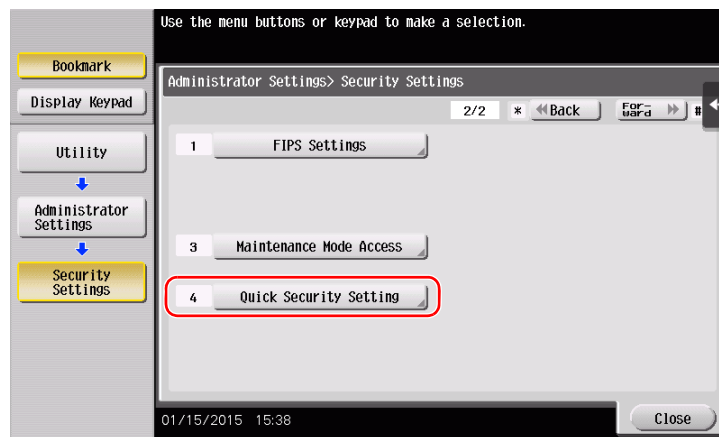 Use the menu buttons or keypad to make a selection.
Bookmark
Display Keypad
Utility
Administrator
Settings
Security
Settings
Administrator Settings> Security Settings
2/2 * Back For-
ward #
1 FIPS Settings
3 Maintenance Mode Access
4 Quick Security Setting
01/15/2015 15:38
Close